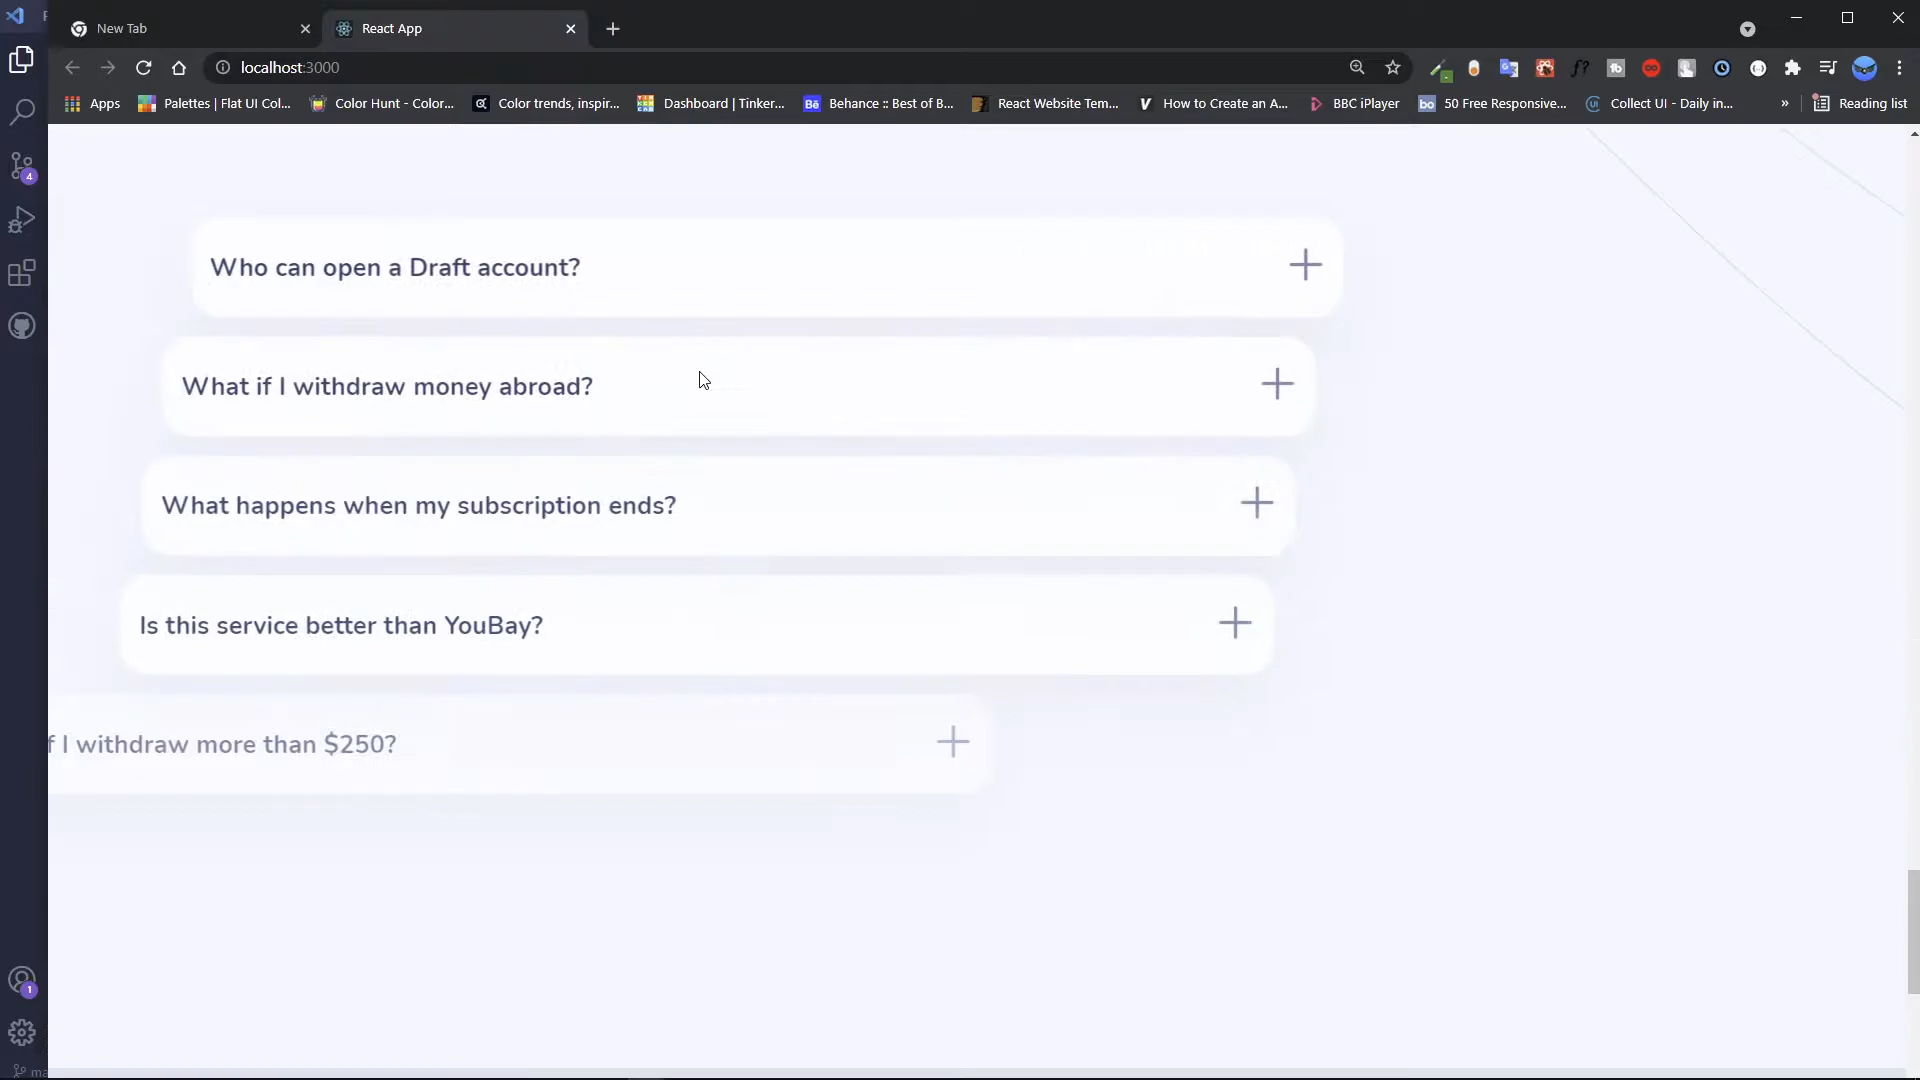 New Tab
React App
localhost:3000
Apps
Palettes | Flat UI Col...
Color Hunt - Color...
Color trends, inspir...
Dashboard | Tinker...
Behance :: Best of B...
React Website Tem...
How to Create an A...
BBC iPlayer
50 Free Responsive...
Collect UI - Daily in...
»
Reading list
Who can open a Draft account?
What if I withdraw money abroad?
What happens when my subscription ends?
Is this service better than YouBay?
f I withdraw more than $250?
4
1
ma